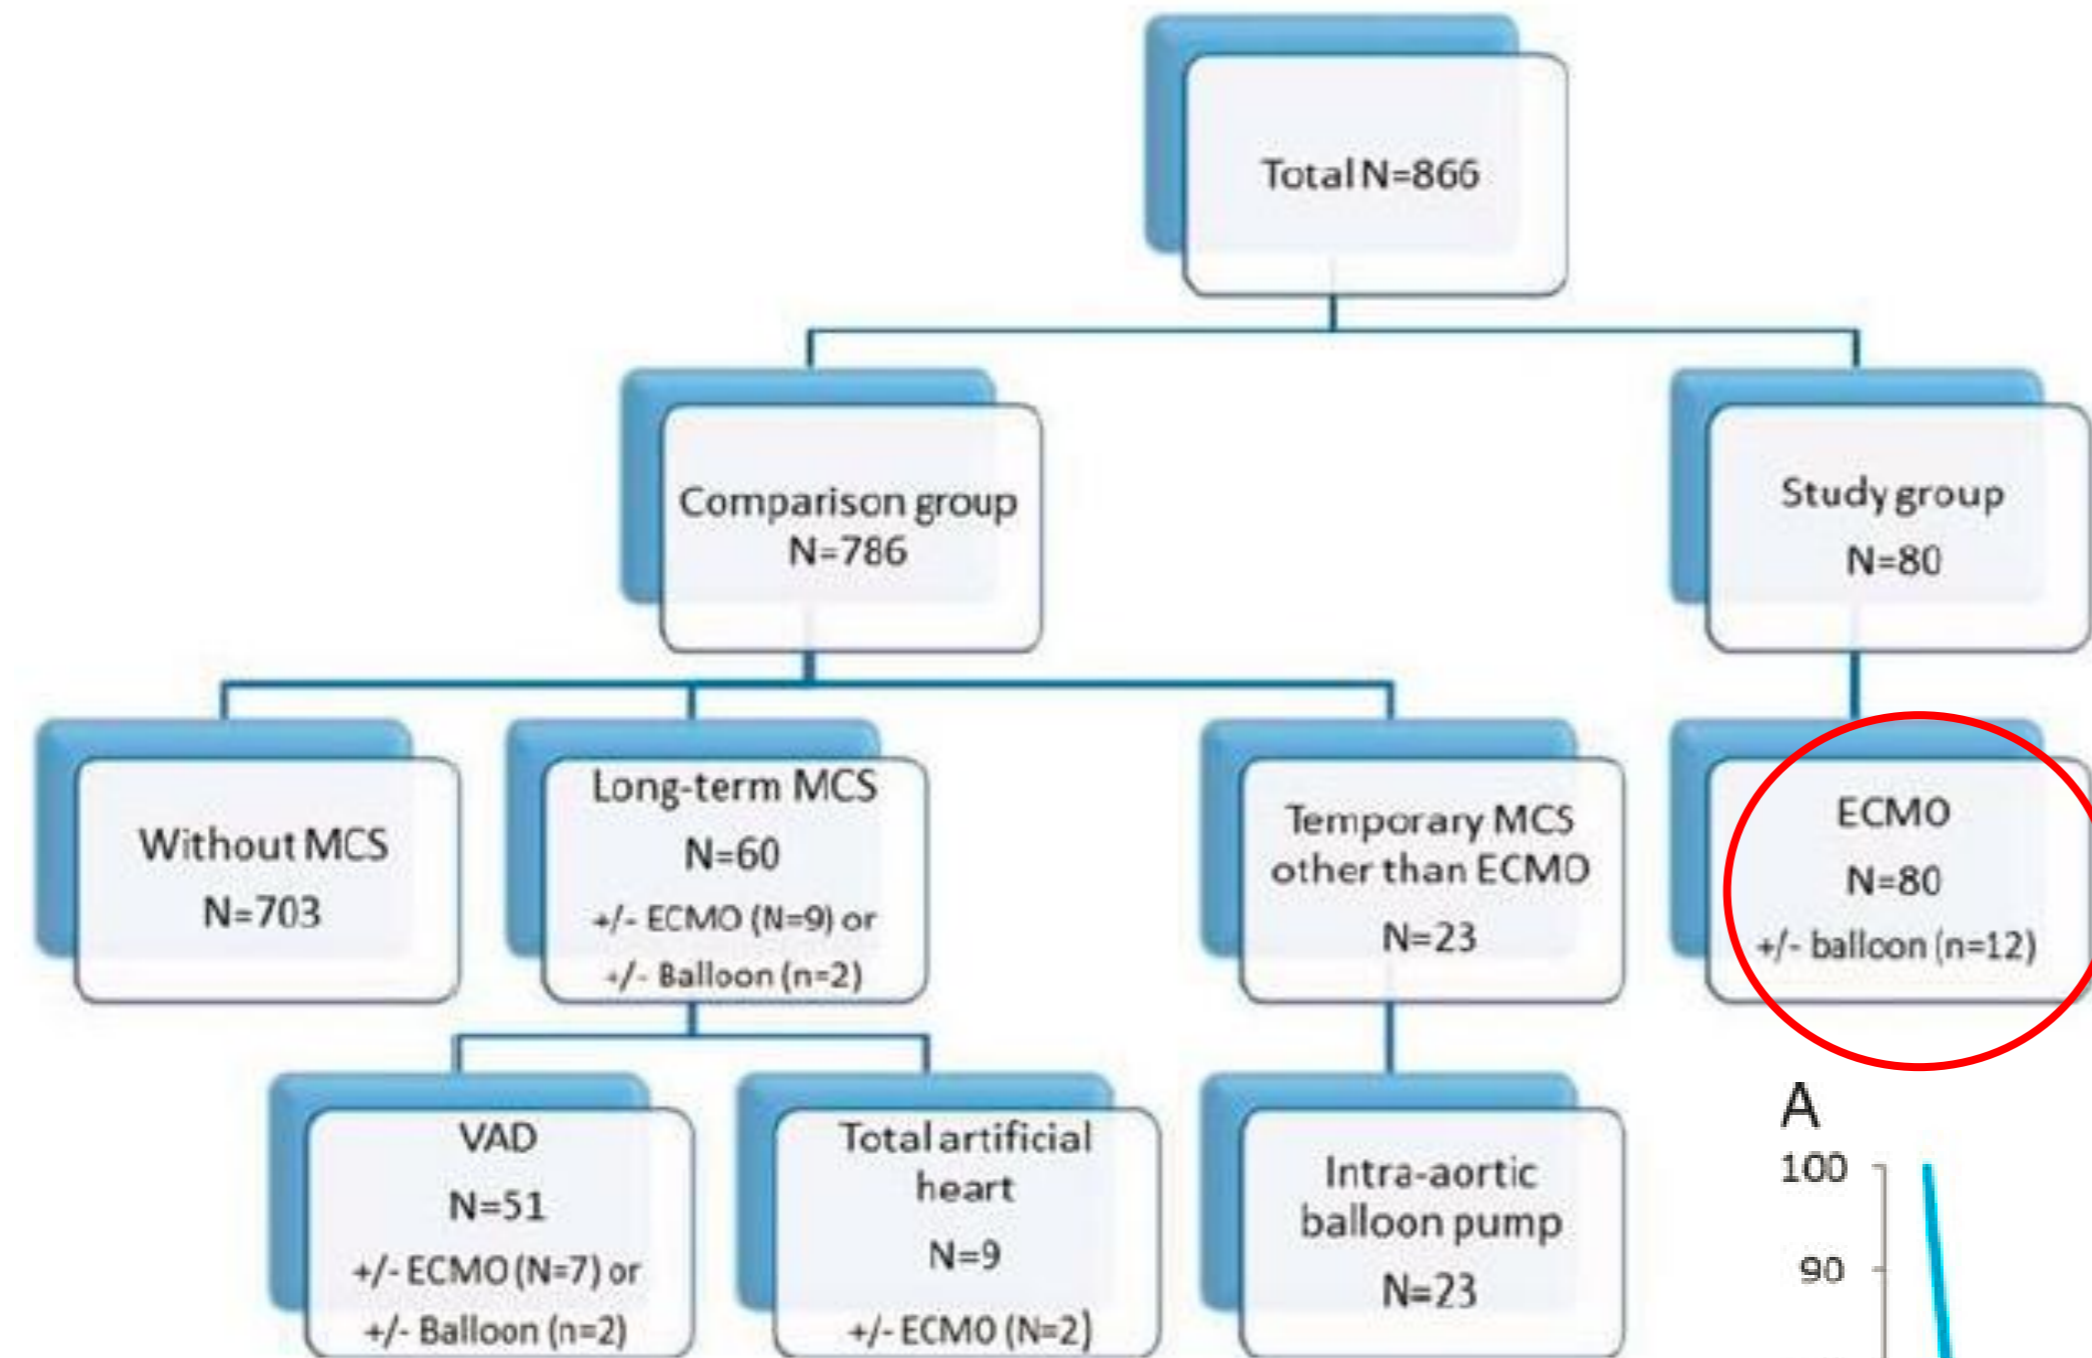 Total N=866
Comparison group
N=786
Study group
N=80
Without MCS
N=703
Long-term MCS
N=60
+/- ECMO (N=9) or
+/- Balloon (n=2)
Temporary MCS
other than ECMO
N=23
ECMO
N=80
+/- balloon (n=12)
VAD
N=51
+/- ECMO (N=7) or
+/- Balloon (n=2)
Total artificial
heart
N=9
+/- ECMO (N=2)
Intra-aortic
balloon pump
N=23
A
100
90